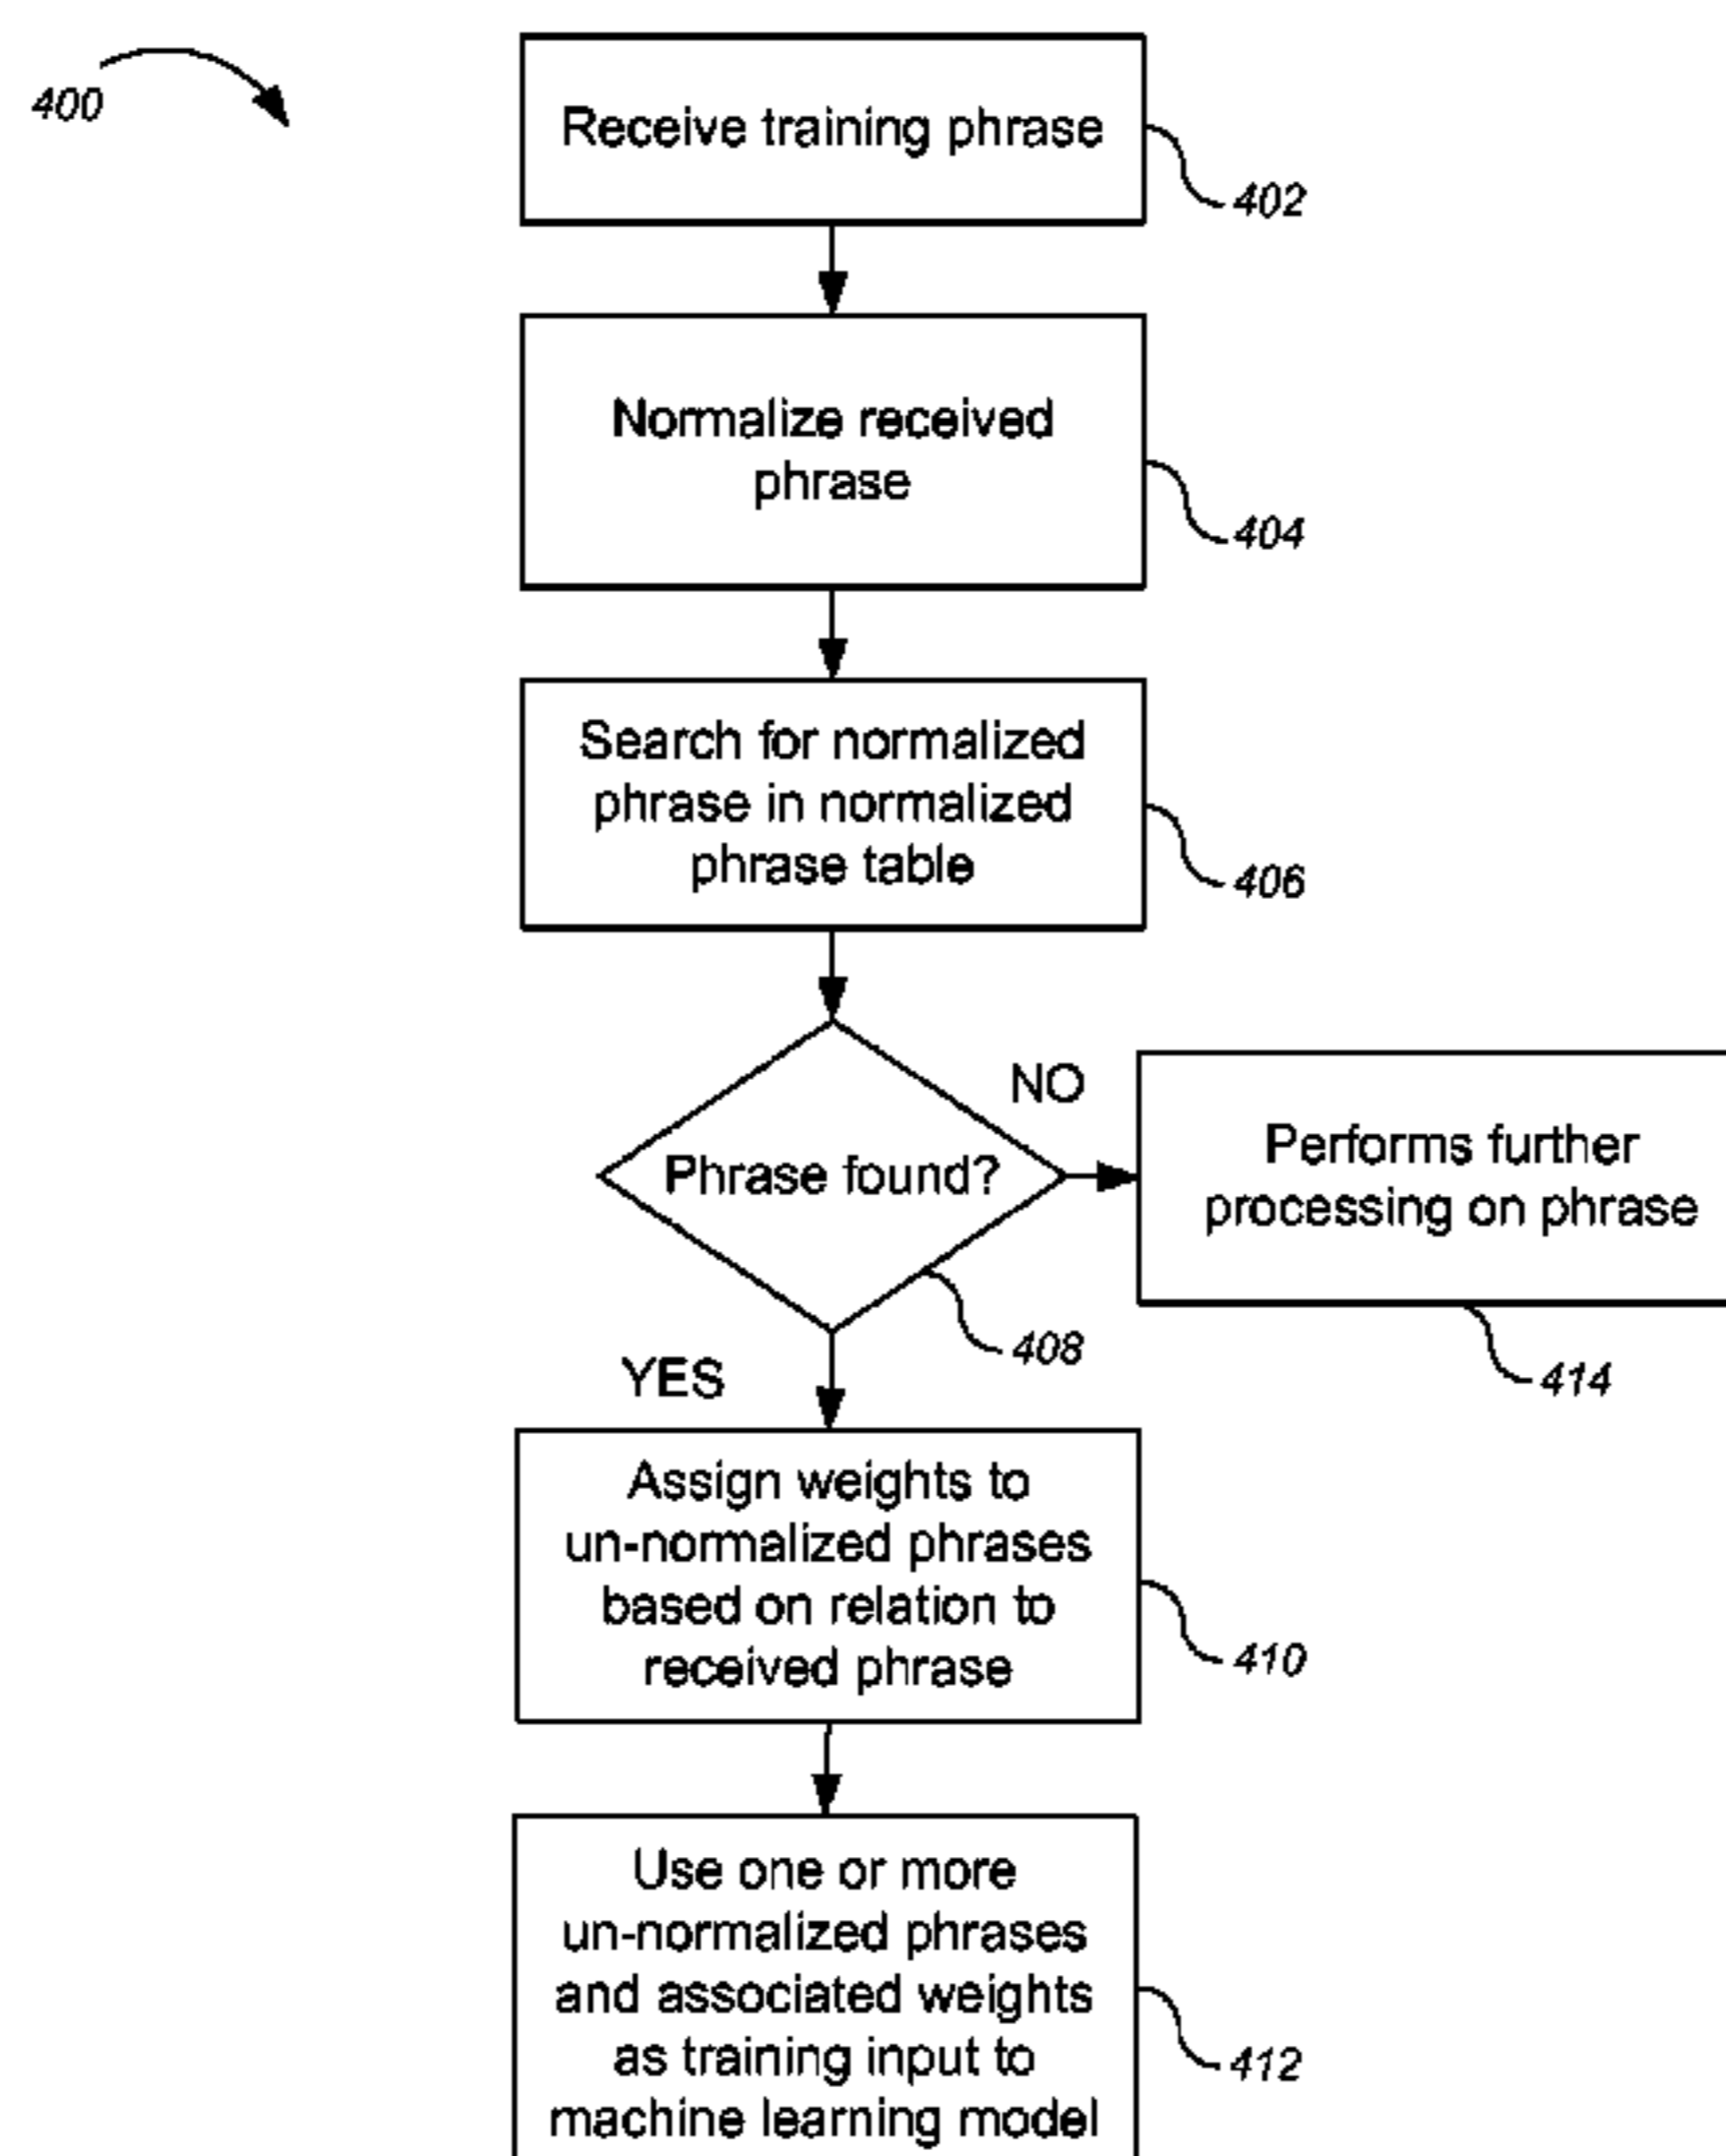 400
Receive training phrase
402
Normalize received
phrase
404
Search for normalized
phrase in normalized
phrase table
406
NO
Phrase found?
Performs further
processing on phrase
408
414
YES
Assign weights to
un-normalized phrases
based on relation to
received phrase
410
Use one or more
un-normalized phrases
and associated weights
as training input to
machine learning model
412